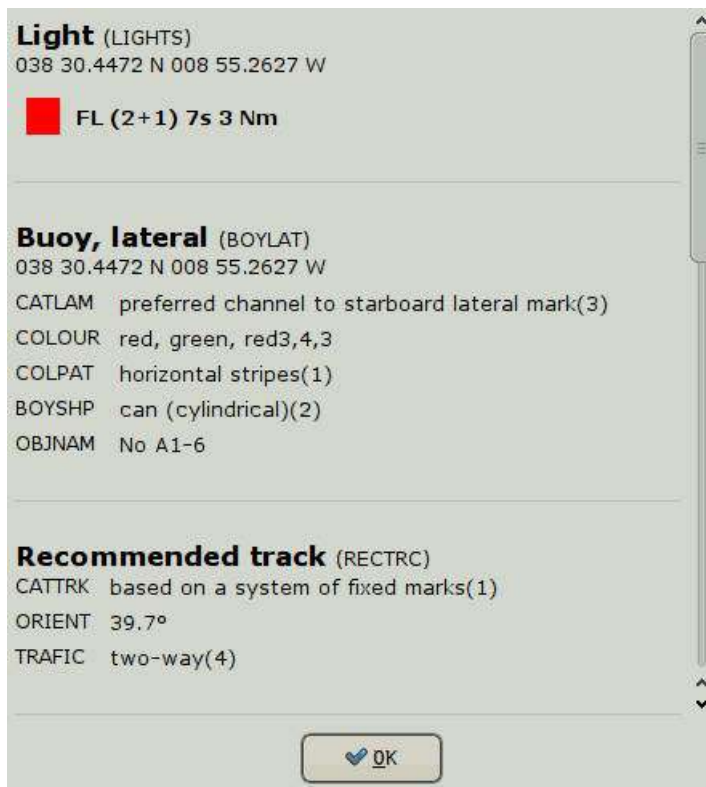 Light (LIGHTS)
038 30.4472 N 008 55.2627 W
FL (2+1) 7s 3 Nm
Buoy, lateral (BOYLAT)
038 30.4472 N 008 55.2627 W
CATLAM preferred channel to starboard lateral mark(3)
COLOUR red, green, red3,4,3
COLPAT horizontal stripes(1)
BOYSHP can (cylindrical)(2)
OBJNAM No A1-6
Recommended track (RECTRC)
CATTRK based on a system of fixed marks(1)
ORIENT 39.7º
TRAFIC two-way(4)
OK